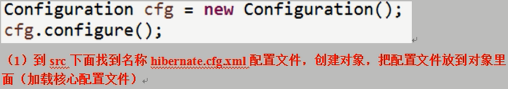 Configuration cfg = new Configuration();
cfg.configure();
（1）到 src 下面找到名称 hibernate.cfg.xml 配置文件，创建对象，把配置文件放到对象里
面（加载核心配置文件）